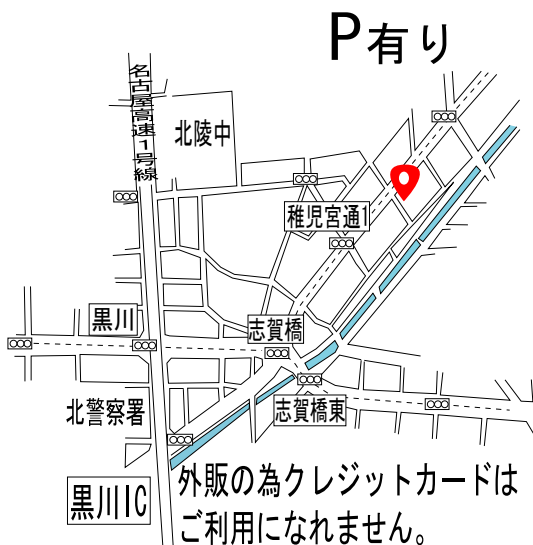 P有り
名古屋高速1号線
北陵中
稚児宮通1
黒川
志賀橋
北警察署
志賀橋東
黒川IC
外販の為クレジットカードは
ご利用になれません。